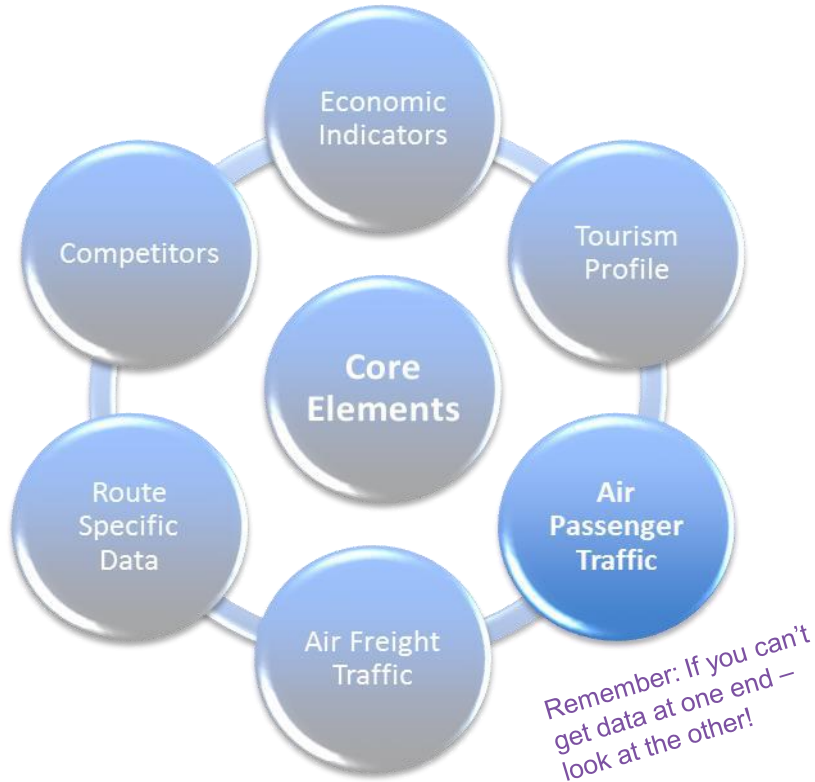 Economic
Indicators
Tourism
Profile
Competitors
Core
Elements
Route
Specific
Data
Air
Passenger
Traffic
Air Freight
Traffic
Remember: If you can’t
get data at one end –
look at the other!